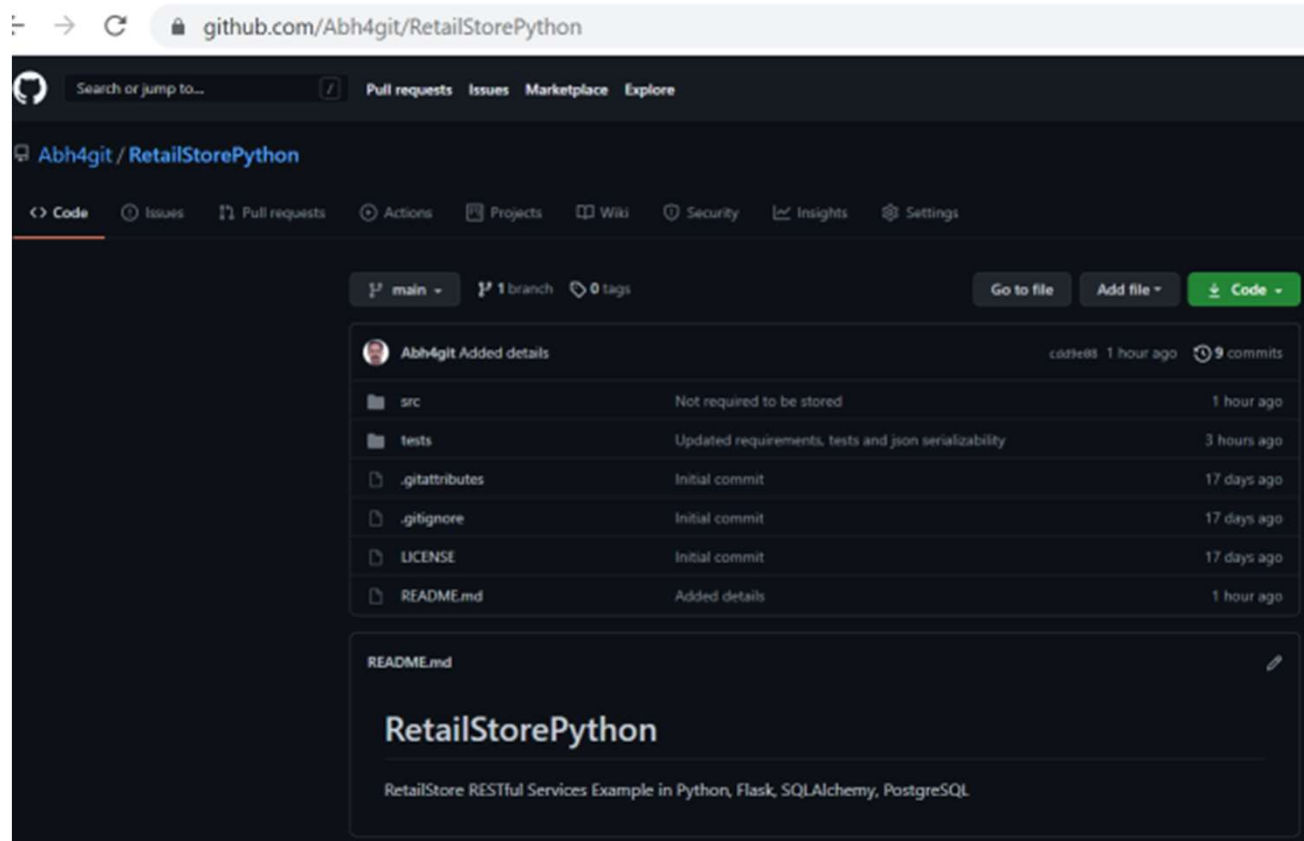 github.com/Abh4git/RetailStorePython
Search or jump to... / Pull requests Issues Marketplace Explore
Abh4git / RetailStorePython
<> Code Issues Pull requests Actions Projects Wiki Security Insights Settings
main 1 branch 0 tags Go to file Add file Code
Abh4git Added details 1 hour ago 9 commits
src Not required to be stored 1 hour ago
tests Updated requirements, tests and json serializability 3 hours ago
.gitattributes Initial commit 17 days ago
.gitignore Initial commit 17 days ago
LICENSE Initial commit 17 days ago
README.md Added details 1 hour ago
README.md
RetailStorePython
RetailStore RESTful Services Example in Python, Flask, SQLAlchemy, PostgreSQL